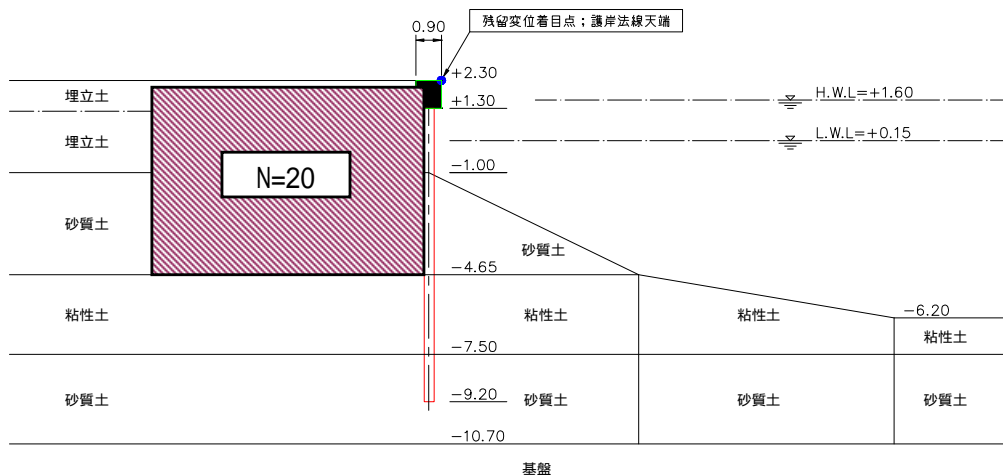 残留変位着目点；護岸法線天端
0.90
+2.30
埋立土
+1.30
H.W.L=+1.60
埋立土
L.W.L=+0.15
N=20
-1.00
砂質土
砂質土
-4.65
粘性土
粘性土
粘性土
-6.20
粘性土
-7.50
砂質土
-9.20
砂質土
砂質土
砂質土
-10.70
基盤